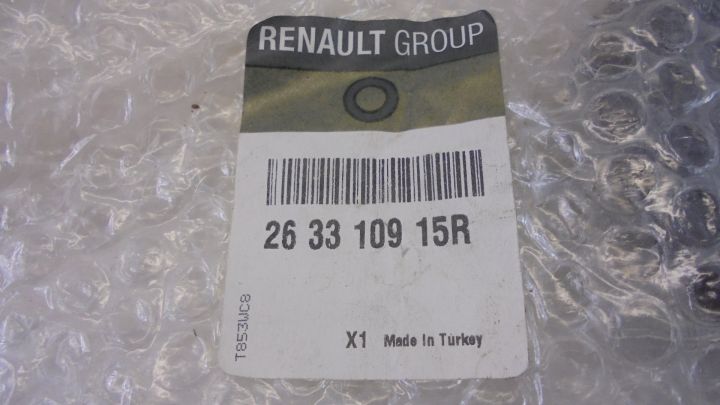 RENAULT GROUP
26 33 109 15R
T853WC8
X1 Made In Turkey